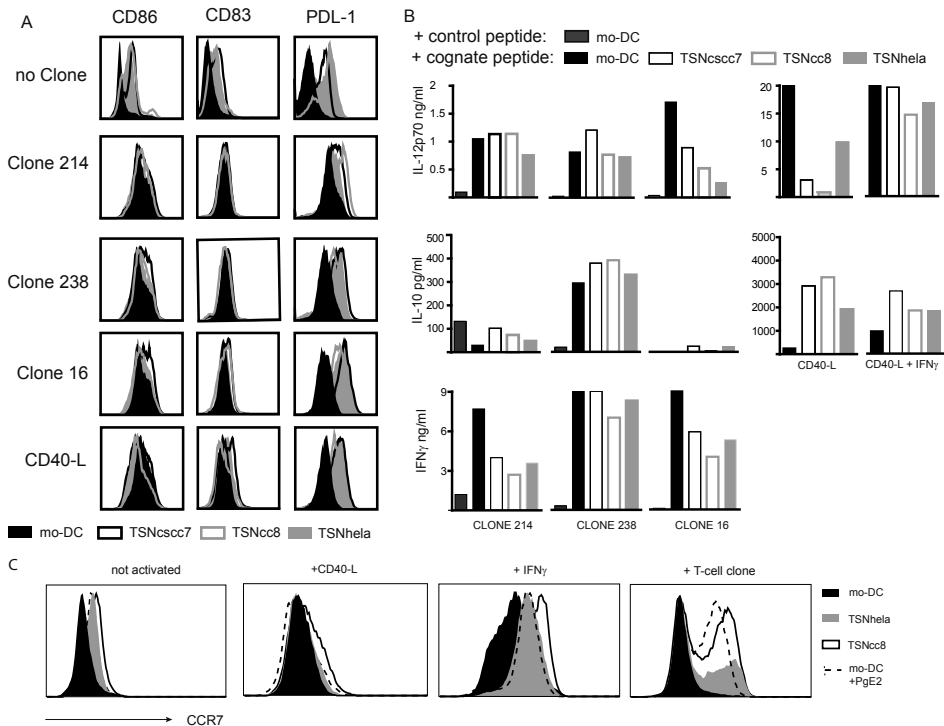 A
CD86 CD83 PDL-1
no Clone
Clone 214
Clone 238
Clone 16
CD40-L
mo-DC TSNcscc7 TSNcc8 TSNhela
B
+ control peptide: mo-DC
+ cognate peptide: mo-DC TSNcscc7 TSNcc8 TSNhela
IL-12p70 ng/ml
2
1.5
1
0.5
20
15
10
5
IL-10 pg/ml
500
400
300
200
100
5000
4000
3000
2000
1000
CD40-L CD40-L + IFNγ
IFNγ ng/ml
9
6
3
CLONE 214 CLONE 238 CLONE 16
C
not activated +CD40-L + IFNγ + T-cell clone
mo-DC
TSNhela
TSNcc8
mo-DC
+PgE2
CCR7